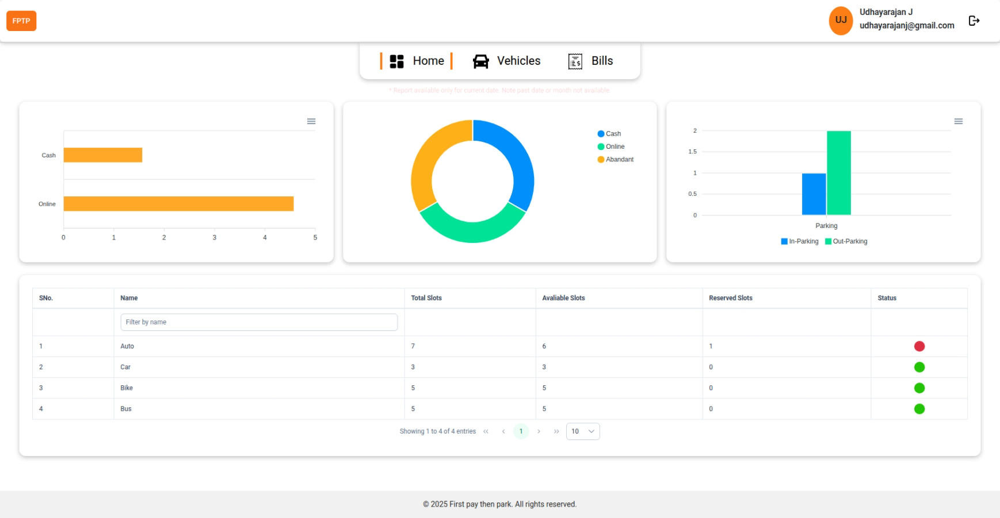 FPTP
UJ
Udhayarajan J
udhayarajanj@gmail.com
Home
Vehicles
Bills
* Report available only for current date. Note past date or month not available.
Cash
Online
0 1 2 3 4 5
Cash
Online
Abandant
2
1.5
1
0.5
0
Parking
In-Parking Out-Parking
SNo. Name Total Slots Avaliable Slots Reserved Slots Status
Filter by name
1 Auto 7 6 1
2 Car 3 3 0
3 Bike 5 5 0
4 Bus 5 5 0
Showing 1 to 4 of 4 entries 1 10
© 2025 First pay then park. All rights reserved.